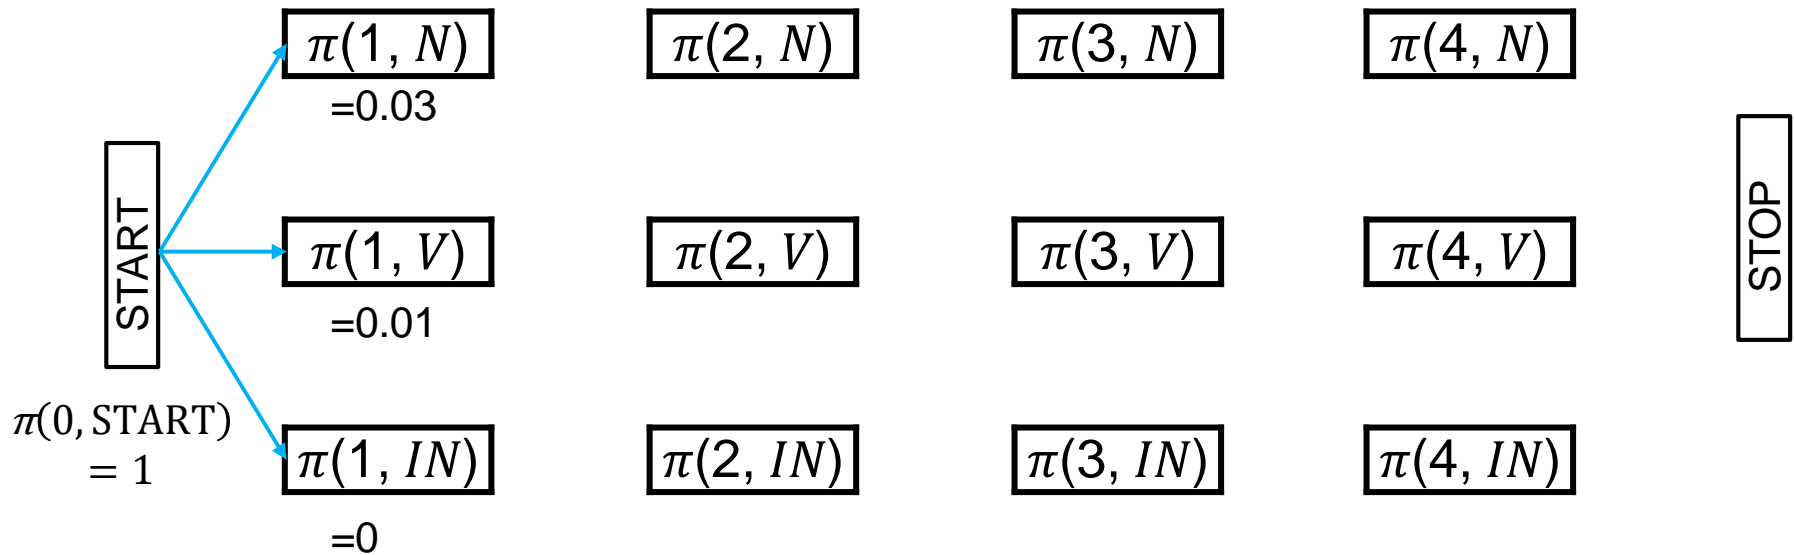 π(1, N) π(2, N) π(3, N) π(4, N)
=0.03
START π(1, V) π(2, V) π(3, V) π(4, V) STOP
=0.01
π(0, START)
= 1
π(1, IN) π(2, IN) π(3, IN) π(4, IN)
=0